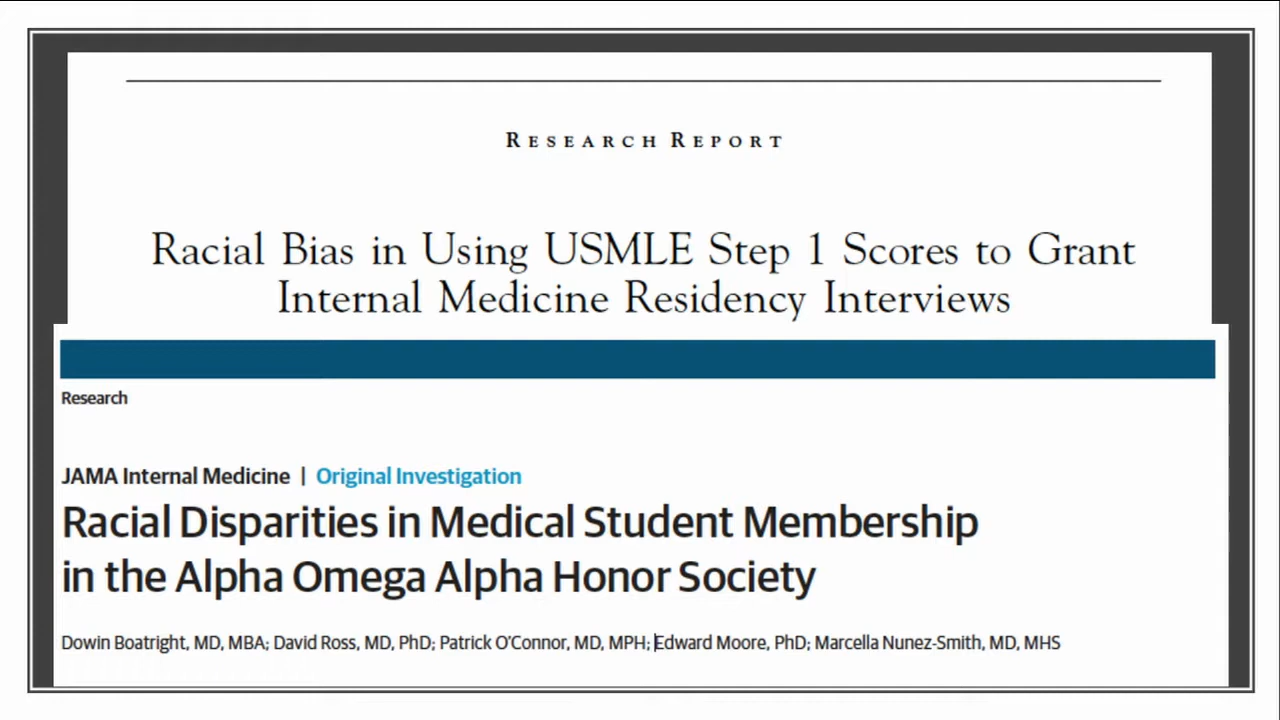 RESEARCH REPORT
Racial Bias in Using USMLE Step 1 Scores to Grant
Internal Medicine Residency Interviews
Research
JAMA Internal Medicine | Original Investigation
Racial Disparities in Medical Student Membership
in the Alpha Omega Alpha Honor Society
Dowin Boatright, MD, MBA; David Ross, MD, PhD; Patrick O'Connor, MD, MPH; Edward Moore, PhD; Marcella Nunez-Smith, MD, MHS